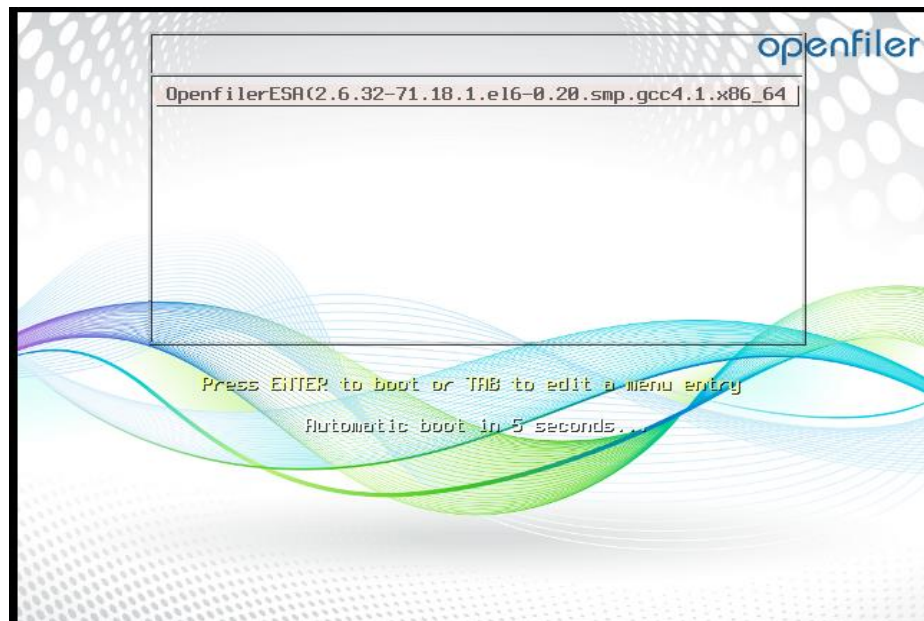 openfiler
OpenfilerESA(2.6.32-71.18.1.el6-0.20.smp.gcc4.1.x86_64
Press ENTER to boot or TAB to edit a menu entry
Automatic boot in 5 seconds...